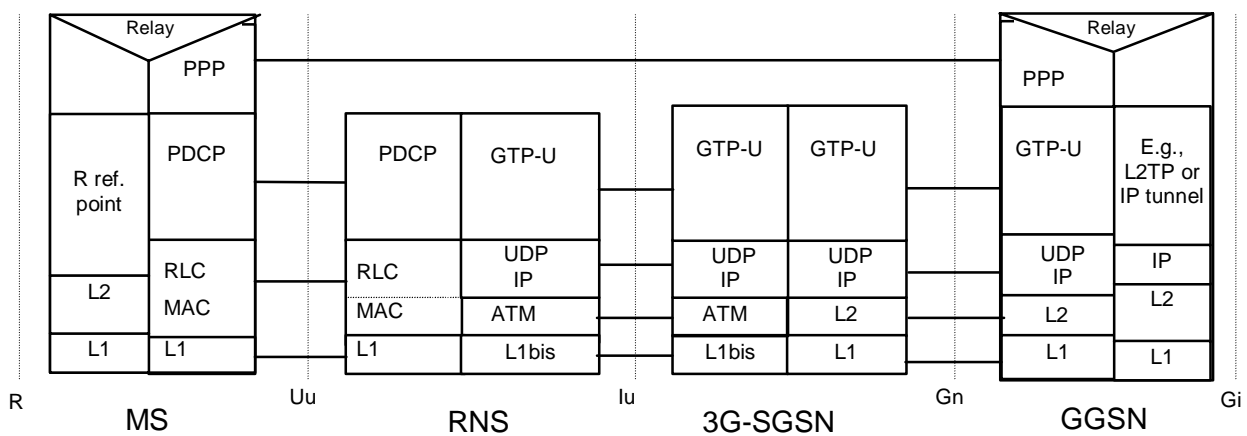 Relay
Relay
PPP
PPP
R ref.
point
PDCP
PDCP
GTP-U
GTP-U
GTP-U
GTP-U
E.g.,
L2TP or
IP tunnel
RLC
MAC
RLC
MAC
UDP
IP
UDP
IP
UDP
IP
UDP
IP
IP
L2
ATM
ATM
L2
L2
L2
L1
L1
L1
L1bis
L1bis
L1
L1
L1
R
Uu
Iu
Gn
Gi
MS
RNS
3G-SGSN
GGSN